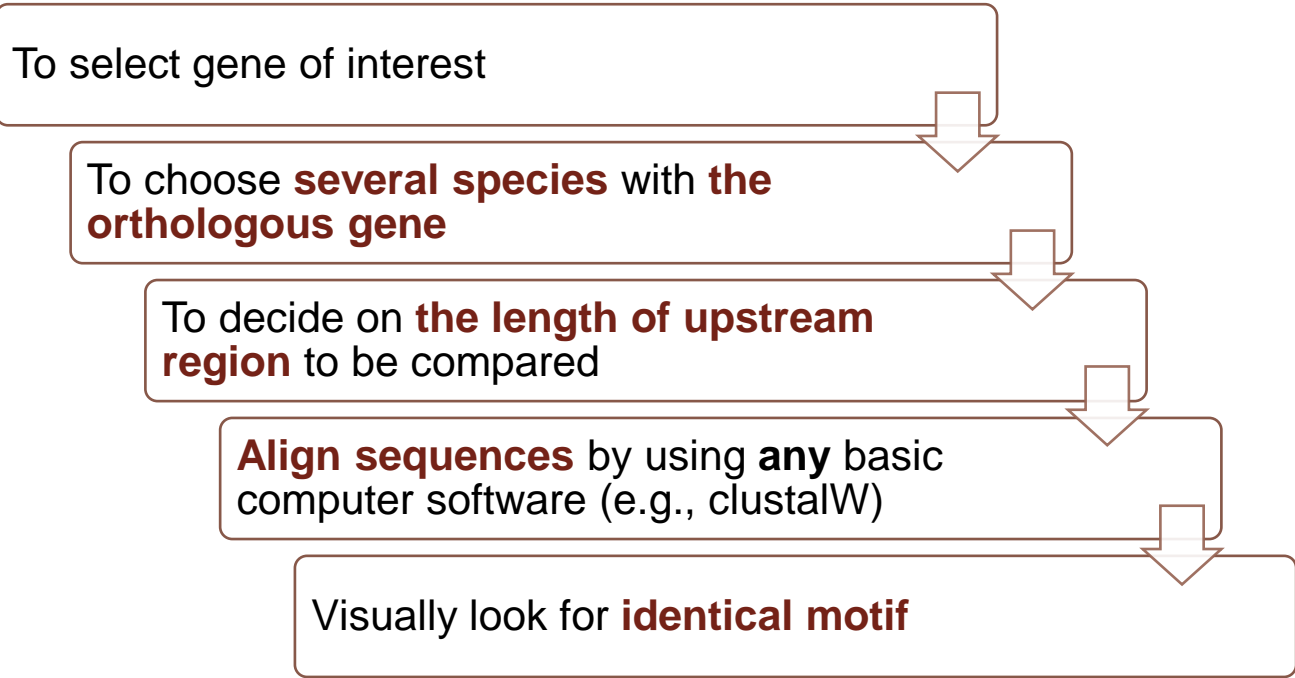 To select gene of interest
To choose several species with the
orthologous gene
To decide on the length of upstream
region to be compared
Align sequences by using any basic
computer software (e.g., clustalW)
Visually look for identical motif